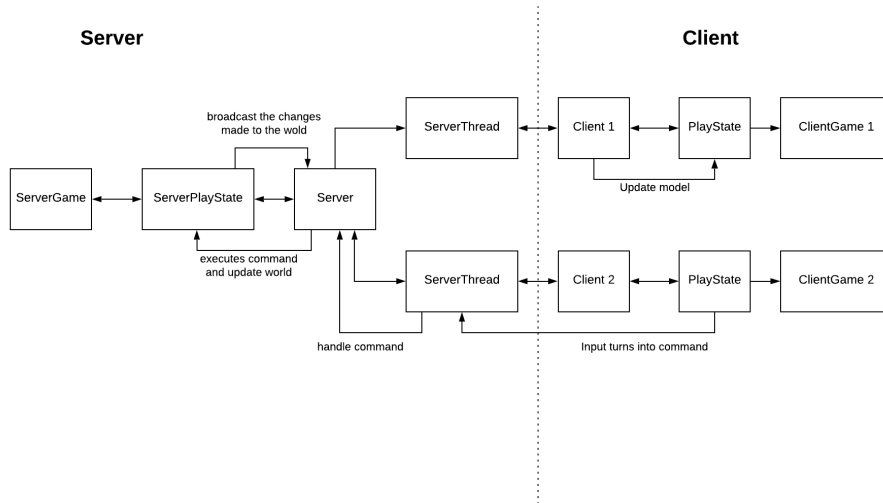 Server
Client
broadcast the changes
made to the wold
ServerThread
Client 1
PlayState
ClientGame 1
Update model
ServerGame
ServerPlayState
Server
executes command
and update world
ServerThread
Client 2
PlayState
ClientGame 2
handle command
Input turns into command